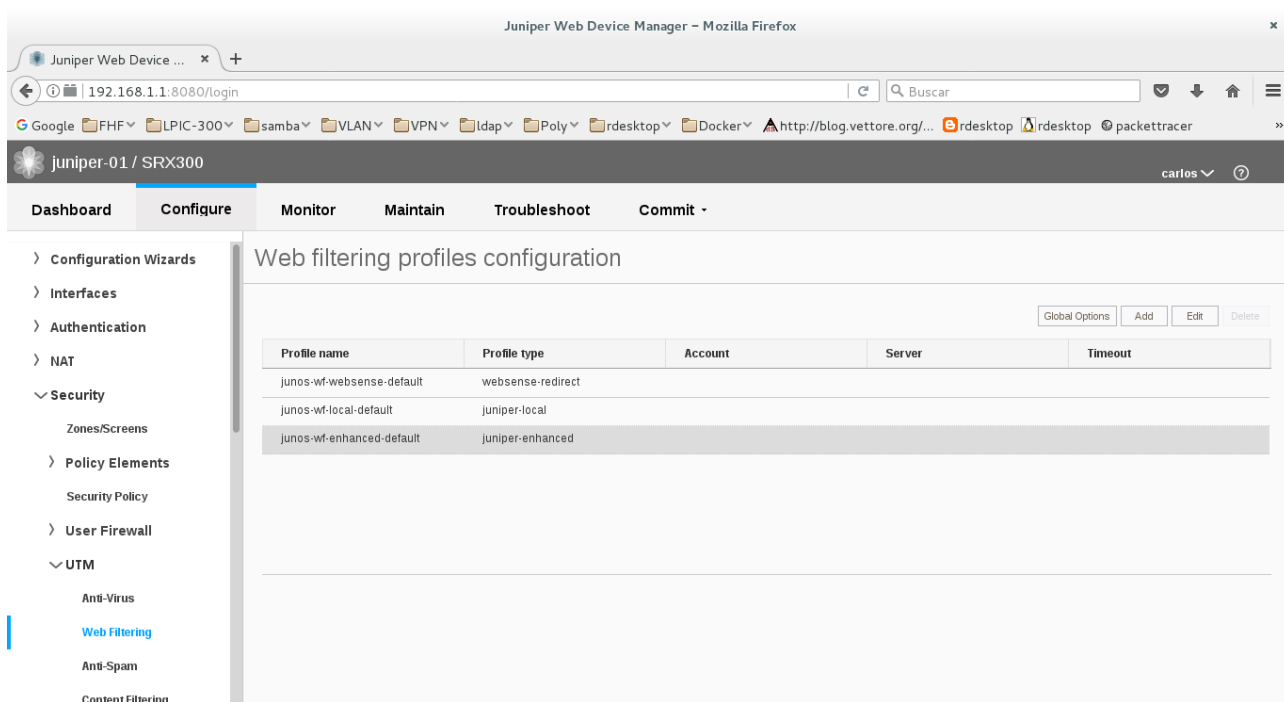 Juniper Web Device Manager – Mozilla Firefox
Juniper Web Device ...
192.168.1.1:8080/login
Buscar
Google FHF LPIC-300 samba VLAN VPN ldap Poly rdesktop Docker http://blog.vettore.org/... rdesktop rdesktop packettracer
juniper-01 / SRX300
carlos
Dashboard Configure Monitor Maintain Troubleshoot Commit
Configuration Wizards
Interfaces
Authentication
NAT
Security
Zones/Screens
Policy Elements
Security Policy
User Firewall
UTM
Anti-Virus
Web Filtering
Anti-Spam
Content Filtering
Web filtering profiles configuration
Global Options Add Edit Delete
Profile name Profile type Account Server Timeout
junos-wf-websense-default websense-redirect
junos-wf-local-default juniper-local
junos-wf-enhanced-default juniper-enhanced